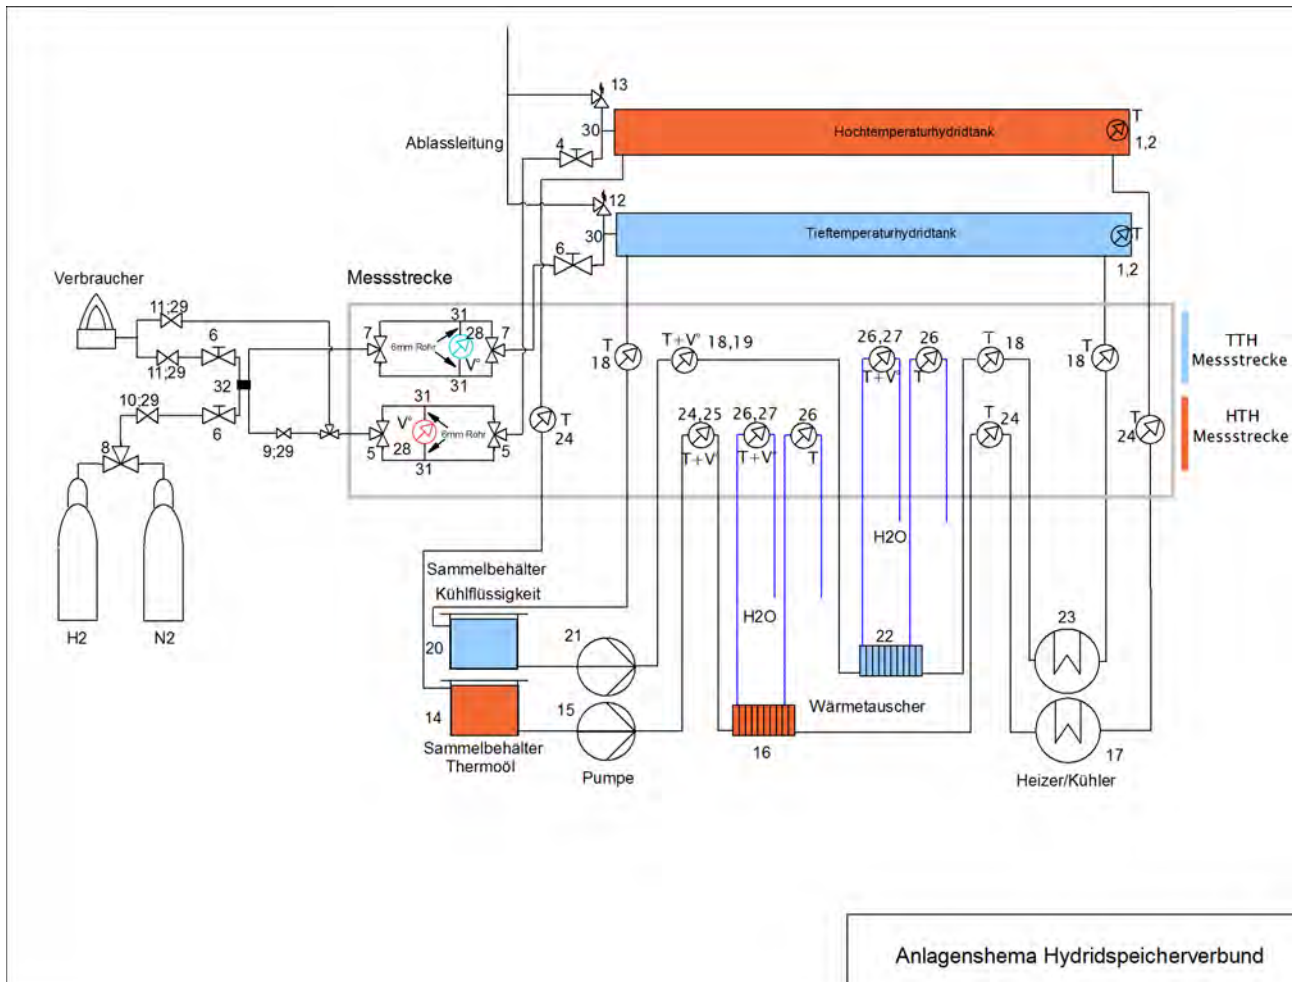 13
Ablassleitung
4
30
Hochtemperaturhydridtank
T
1,2
12
6
30
Tieftemperaturhydridtank
T
1,2
Verbraucher
Messstrecke
11;29
6
11;29
32
10;29
6
8
9;29
H2
N2
31
7
6mm Rohr
28
7
V°
31
31
V°
6mm Rohr
5
28
5
31
T
24
T
18
T+V°
18,19
24,25
T+V°
26,27
T+V°
26
T
26,27
T+V°
26
T
T
18
T
24
T
18
T
24
TTH
Messstrecke
HTH
Messstrecke
H2O
H2O
Sammelbehälter
Kühlflüssigkeit
20
21
14
15
Sammelbehälter
Thermoöl
Pumpe
22
Wärmetauscher
16
23
17
Heizer/Kühler
Anlagenshema Hydridspeicherverbund